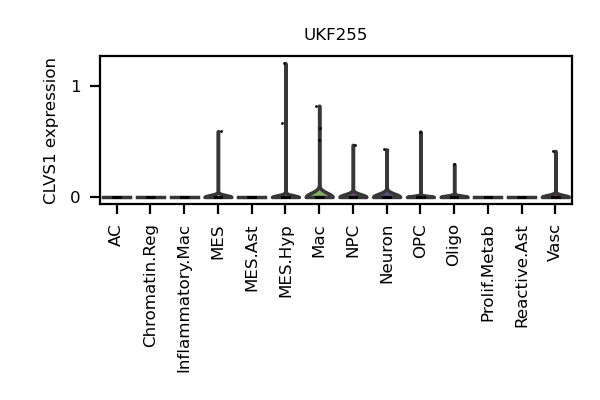 UKF255
CLVS1 expression
1
0
AC
Chromatin.Reg
Inflammatory.Mac
MES
MES.Ast
MES.Hyp
Mac
NPC
Neuron
OPC
Oligo
Prolif.Metab
Reactive.Ast
Vasc